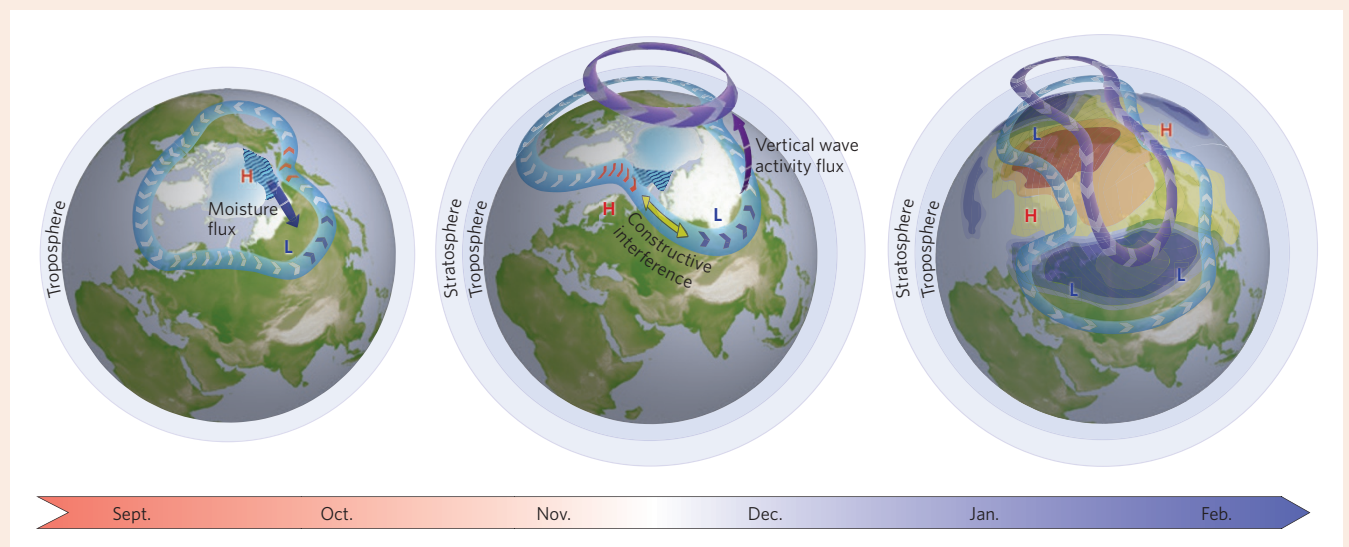 Troposphere
H
Moisture
flux
L
Stratosphere
Troposphere
Vertical wave
activity flux
H
L
Constructive
interference
Stratosphere
Troposphere
L
H
H
L
L
Sept.
Oct.
Nov.
Dec.
Jan.
Feb.